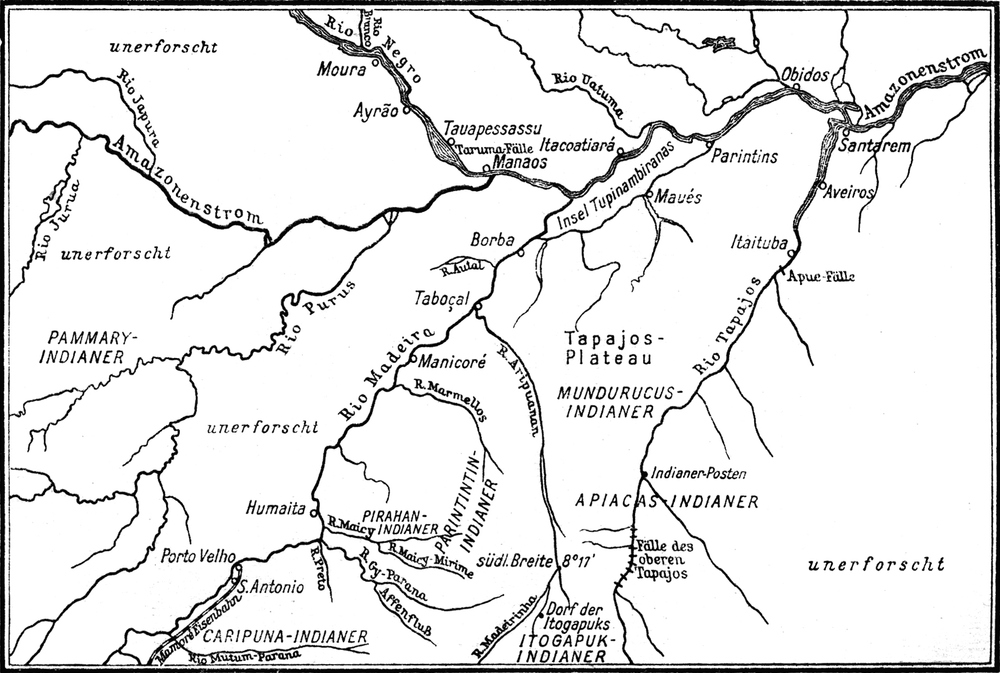 unerforscht
Rio Negro
Rio
Branco
Moura
Ayrão
Rio Japura
Amazonenstrom
Rio Jurua
unerforscht
Tauapessassu
Taruma-Fälle
Manaos
Itacoatiará
Rio Uatuma
Obidos
Amazonenstrom
Santarem
Parintins
Aveiros
Insel Tupinambiranas
Maués
Borba
R. Autal
Itaituba
Apue-Fälle
Taboçal
Rio Purus
PAMMARY-
INDIANER
Rio Madeira
Manicoré
R. Marmellos
R. Aripuanan
Tapajos-
Plateau
Rio Tapajos
MUNDURUCUS-
INDIANER
unerforscht
Indianer-Posten
APIACAS-INDIANER
Humaita
PIRAHAN-
INDIANER
PARINTINTIN-
INDIANER
R. Maicy
R. Maicy-Mirime
R. Preto
R. Gy-Parana
Affenfluß
südl. Breite 8°17'
Fälle des
oberen
Tapajos
unerforscht
Porto Velho
S. Antonio
Mamoré Eisenbahn
CARIPUNA-INDIANER
Rio Mutum-Parana
R. Madeirinha
Dorf der
Itogapuks
ITOGAPUK-
INDIANER